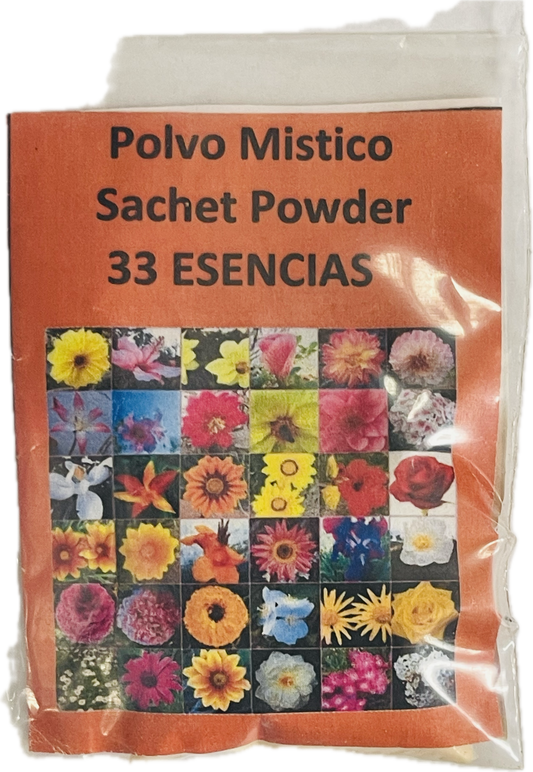 Polvo Mistico
Sachet Powder
33 ESENCIAS